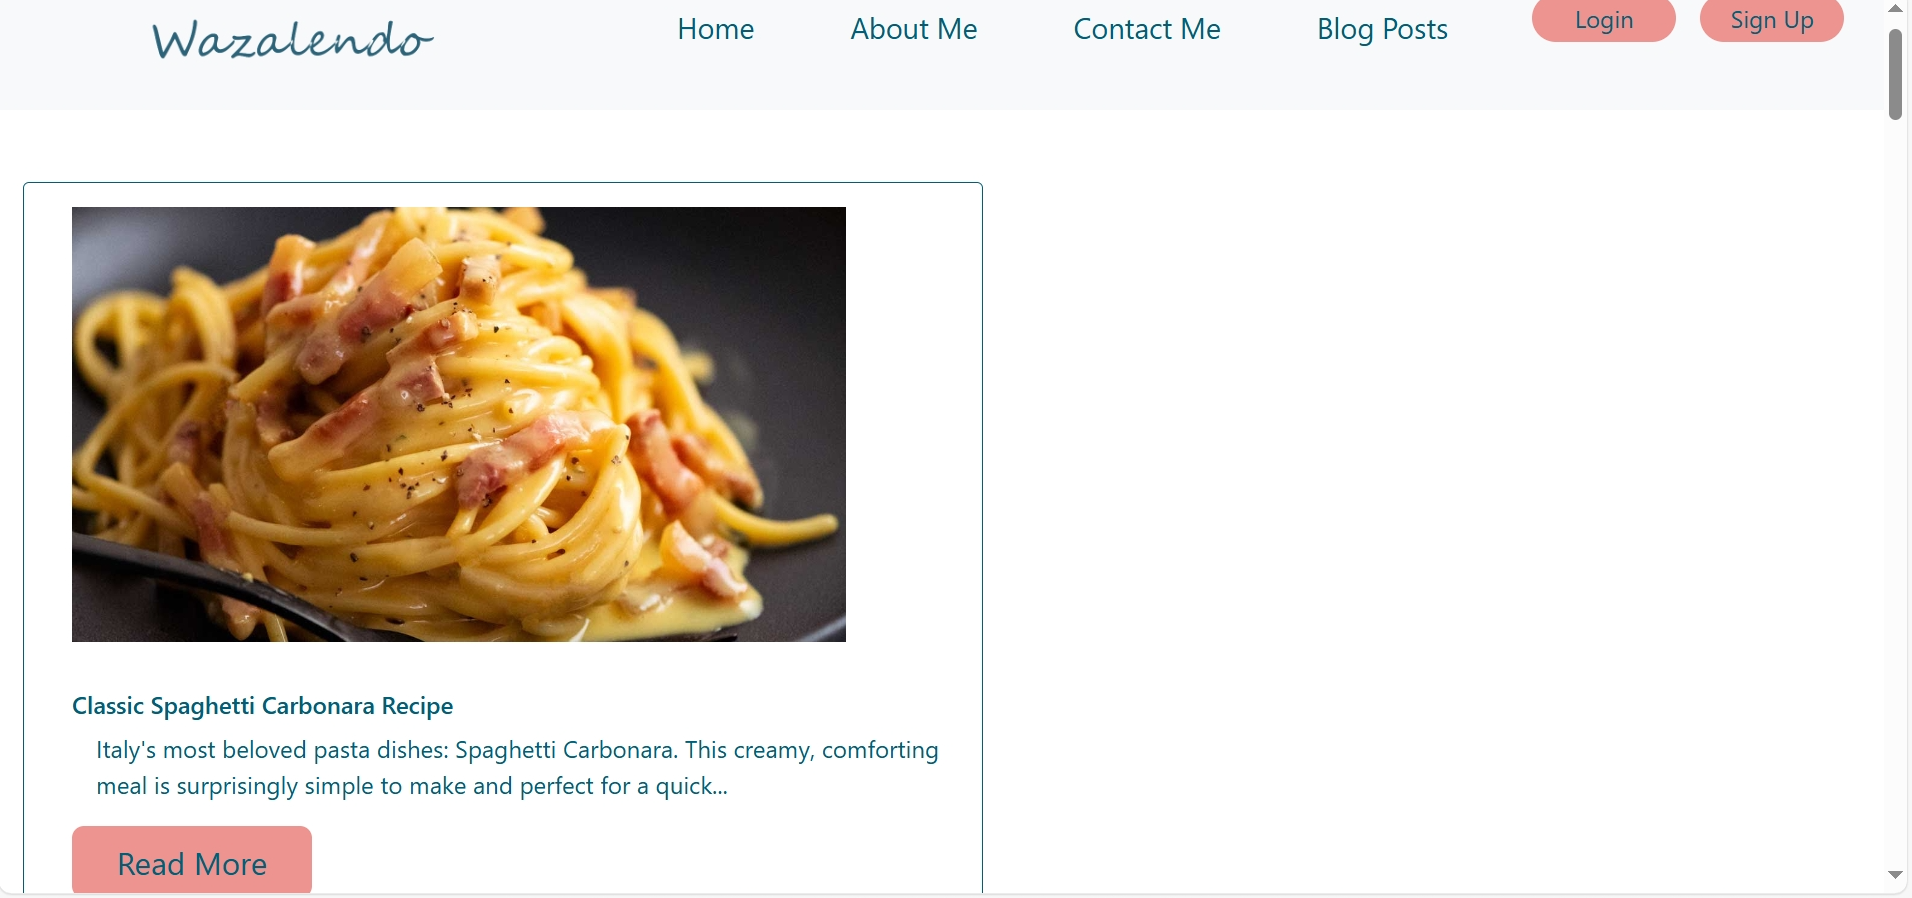 Wazalendo
Home
About Me
Contact Me
Blog Posts
Login
Sign Up
Classic Spaghetti Carbonara Recipe
Italy's most beloved pasta dishes: Spaghetti Carbonara. This creamy, comforting
meal is surprisingly simple to make and perfect for a quick...
Read More